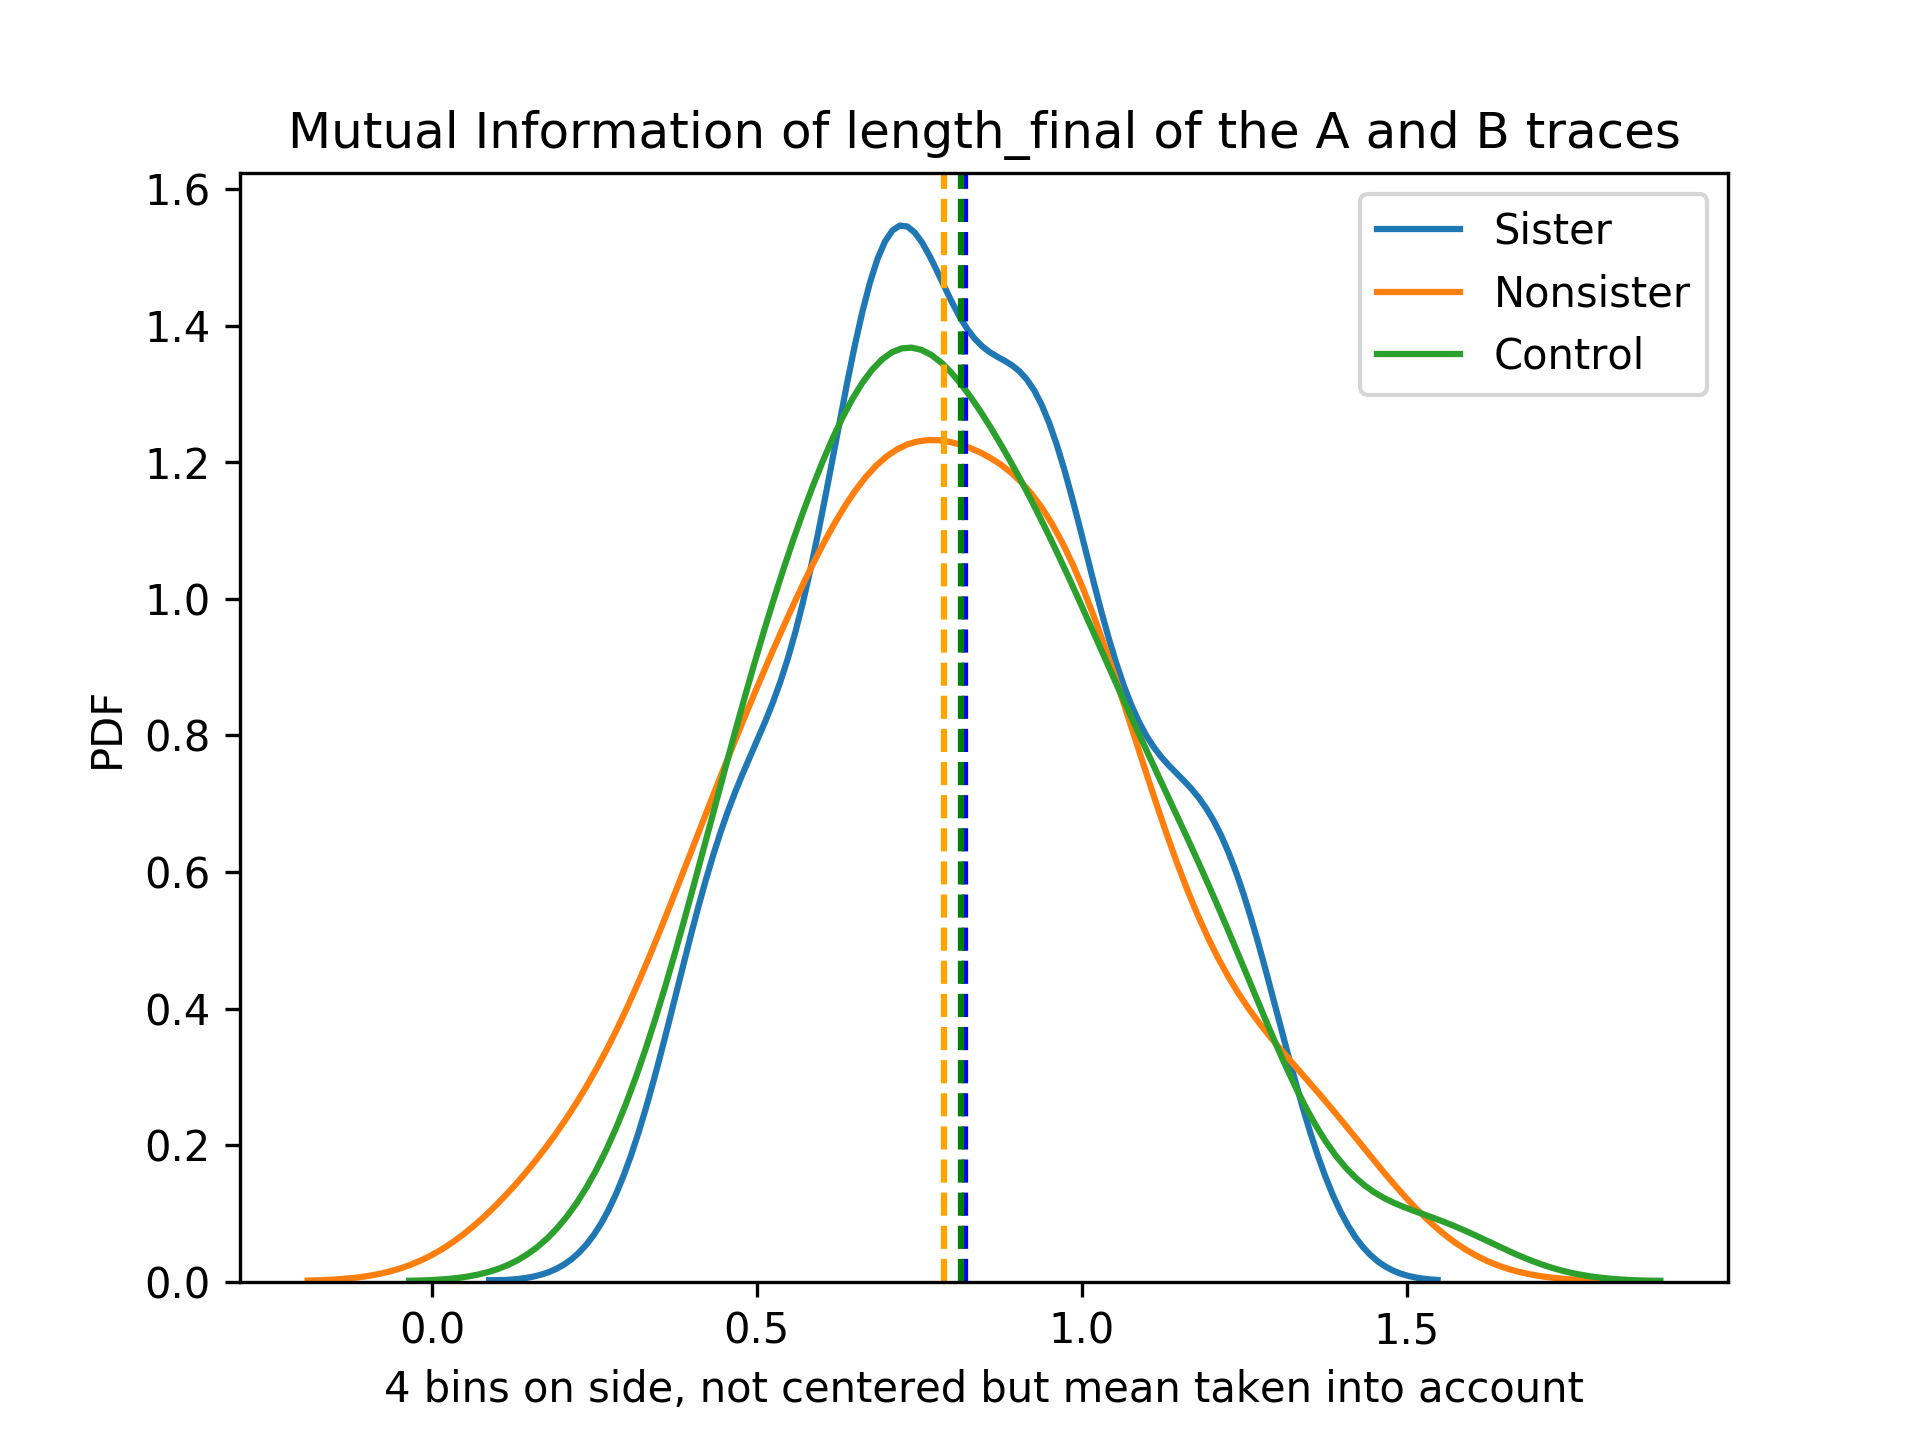 Mutual Information of length_final of the A and B traces
1.6
1.4
1.2
1.0
0.8
0.6
0.4
0.2
0.0
PDF
Sister
Nonsister
Control
0.0 0.5 1.0 1.5
4 bins on side, not centered but mean taken into account